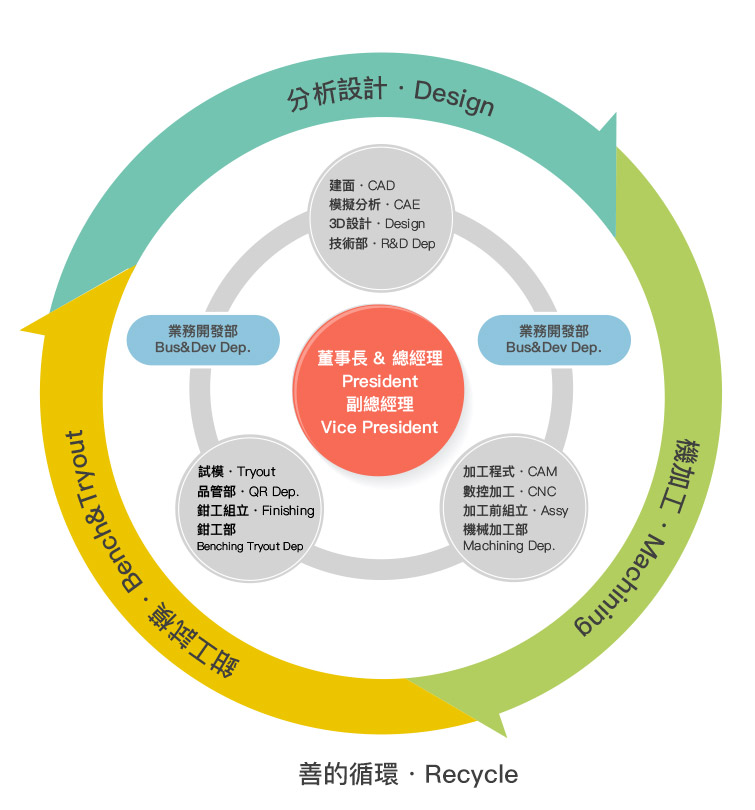 分析設計・Design
建面・CAD
模擬分析・CAE
3D設計・Design
技術部・R&D Dep
業務開發部
Bus&Dev Dep.
業務開發部
Bus&Dev Dep.
董事長 & 總經理
President
副總經理
Vice President
試模・Tryout
品管部・QR Dep.
鉗工組立・Finishing
鉗工部
Benching Tryout Dep
加工程式・CAM
數控加工・CNC
加工前組立・Assy
機械加工部
Machining Dep.
機加工・Machining
鉗工試模・Bench&Tryout
善的循環・Recycle